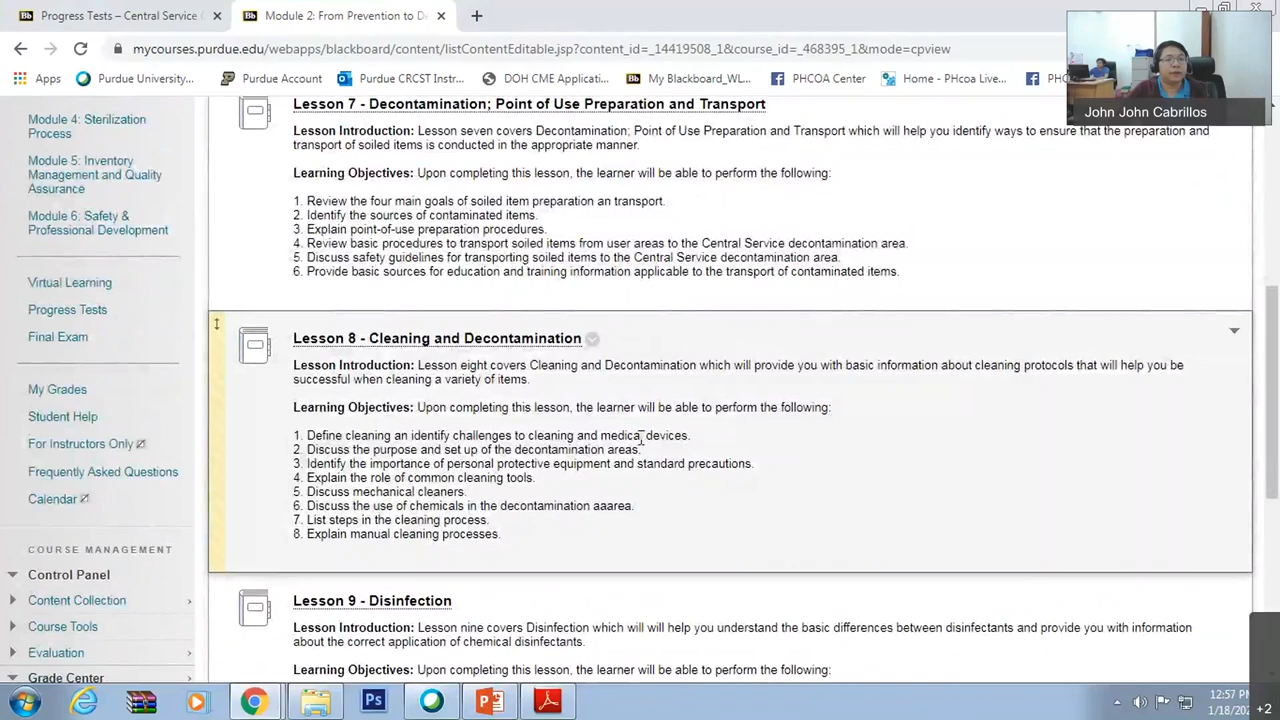 Progress Tests – Central Service (
Module 2: From Prevention to De
mycourses.purdue.edu/webapps/blackboard/content/listContentEditable.jsp?content_id=_14419508_1&course_id=_468395_1&mode=cpview
Apps
Purdue University...
Purdue Account
Purdue CRCST Instr...
DOH CME Applicati...
My Blackboard_WL...
PHCOA Center
Home - PHcoa Live...
John John Cabrillos
Module 4: Sterilization
Process
Module 5: Inventory
Management and Quality
Assurance
Module 6: Safety &
Professional Development
Virtual Learning
Progress Tests
Final Exam
My Grades
Student Help
For Instructors Only
Frequently Asked Questions
Calendar
COURSE MANAGEMENT
Control Panel
Content Collection
Course Tools
Evaluation
Grade Center
Lesson 7 - Decontamination; Point of Use Preparation and Transport
Lesson Introduction: Lesson seven covers Decontamination; Point of Use Preparation and Transport which will help you identify ways to ensure that the preparation and
transport of soiled items is conducted in the appropriate manner.
Learning Objectives: Upon completing this lesson, the learner will be able to perform the following:
1. Review the four main goals of soiled item preparation an transport.
2. Identify the sources of contaminated items.
3. Explain point-of-use preparation procedures.
4. Review basic procedures to transport soiled items from user areas to the Central Service decontamination area.
5. Discuss safety guidelines for transporting soiled items to the Central Service decontamination area.
6. Provide basic sources for education and training information applicable to the transport of contaminated items.
Lesson 8 - Cleaning and Decontamination
Lesson Introduction: Lesson eight covers Cleaning and Decontamination which will provide you with basic information about cleaning protocols that will help you be
successful when cleaning a variety of items.
Learning Objectives: Upon completing this lesson, the learner will be able to perform the following:
1. Define cleaning an identify challenges to cleaning and medical devices.
2. Discuss the purpose and set up of the decontamination areas.
3. Identify the importance of personal protective equipment and standard precautions.
4. Explain the role of common cleaning tools.
5. Discuss mechanical cleaners.
6. Discuss the use of chemicals in the decontamination aaarea.
7. List steps in the cleaning process.
8. Explain manual cleaning processes.
Lesson 9 - Disinfection
Lesson Introduction: Lesson nine covers Disinfection which will will help you understand the basic differences between disinfectants and provide you with information
about the correct application of chemical disinfectants.
Learning Objectives: Upon completing this lesson, the learner will be able to perform the following:
12:57 P
1/18/20
+2